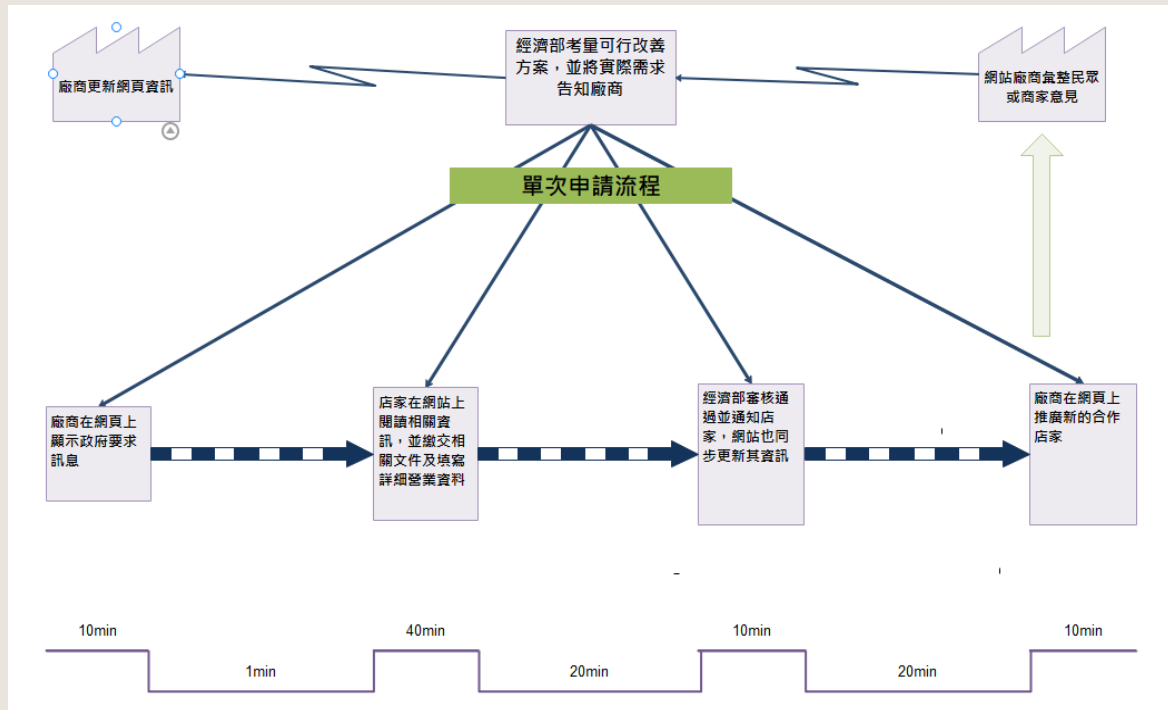 廠商更新網頁資訊
經濟部考量可行改善
方案，並將實際需求
告知廠商
網站廠商彙整民眾
或商家意見
單次申請流程
廠商在網頁上
顯示政府要求
訊息
店家在網站上
閱讀相關資
訊，並繳交相
關文件及填寫
詳細營業資料
經濟部審核通
過並通知店
家，網站也同
步更新其資訊
廠商在網頁上
推廣新的合作
店家
10min
40min
10min
10min
1min
20min
20min